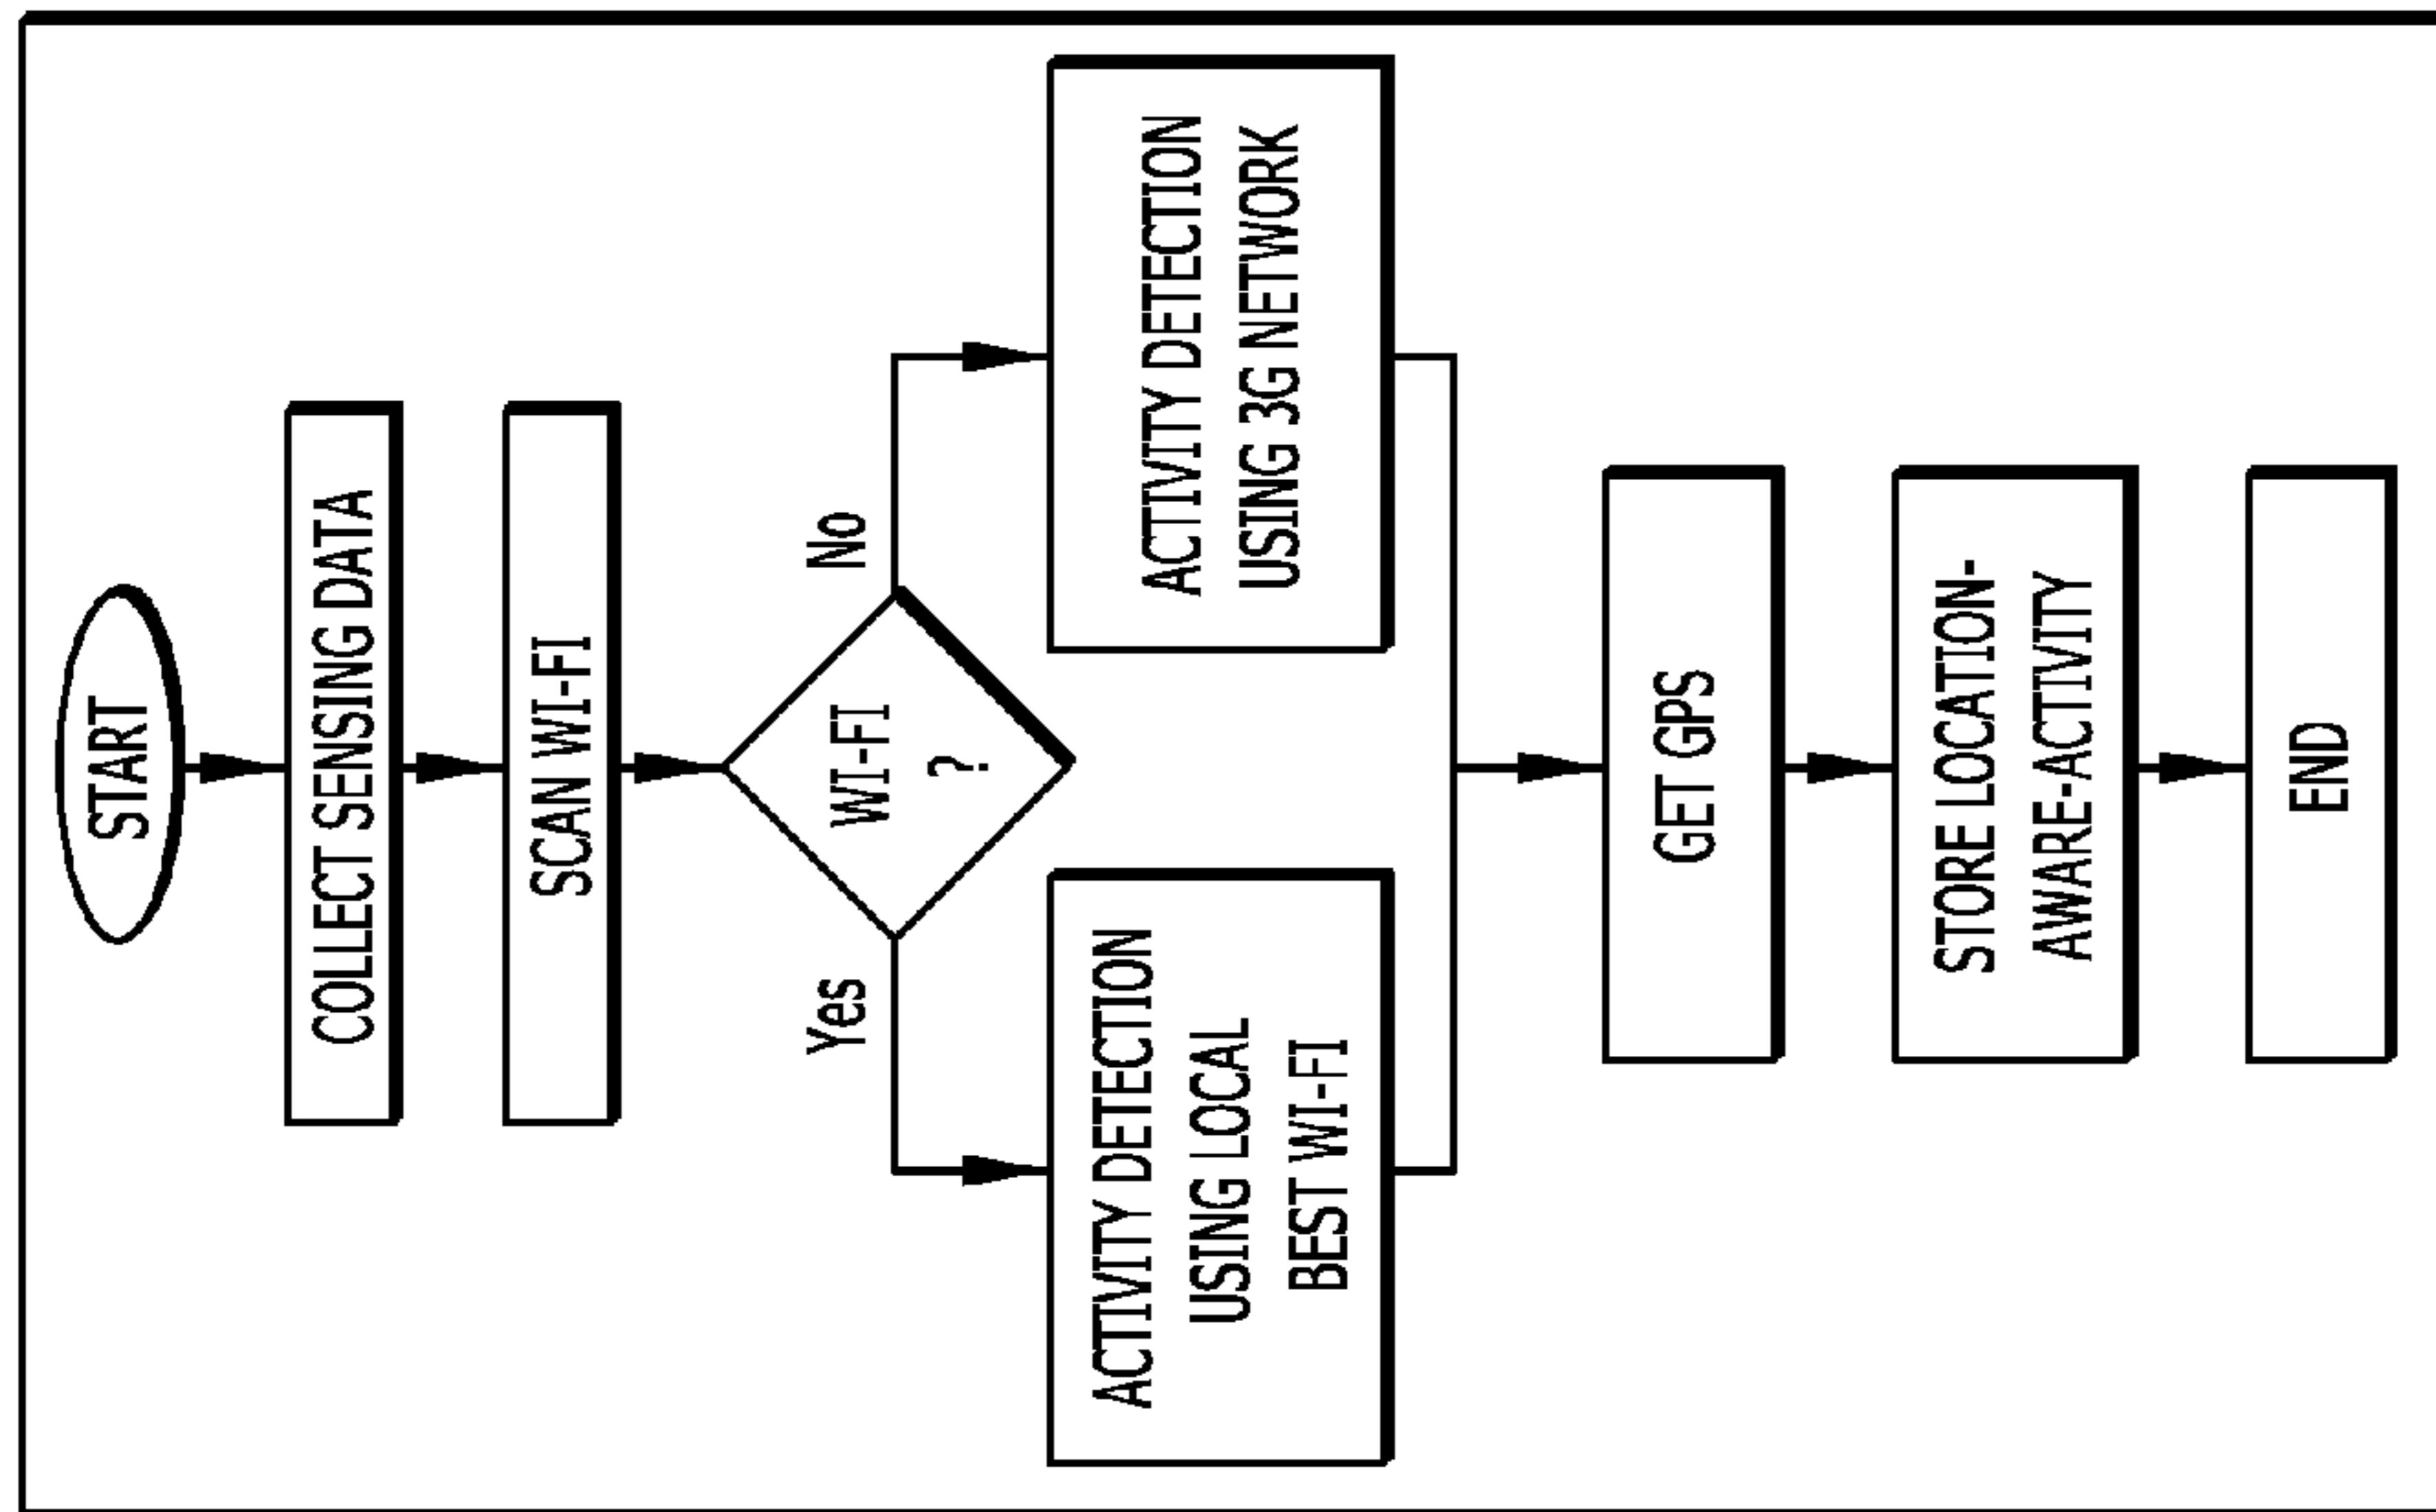 START
COLLECT SENSING DATA
SCAN WI-FI
WI-FI
?
Yes
No
ACTIVITY DETECTION
USING LOCAL
BEST WI-FI
ACTIVITY DETECTION
USING 3G NETWORK
GET GPS
STORE LOCATION-
AWARE-ACTIVITY
END